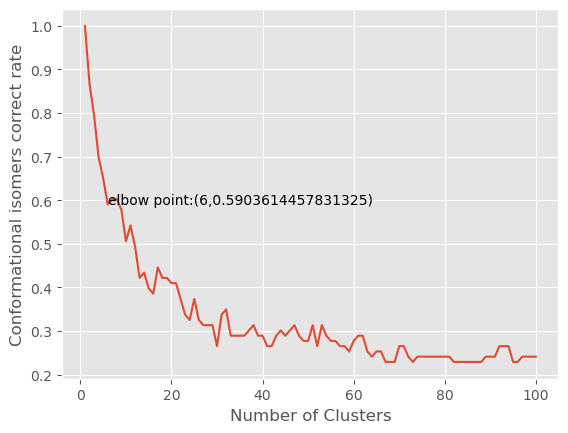 1.0
0.9
0.8
0.7
0.6
0.5
0.4
0.3
0.2
Conformational isomers correct rate
elbow point:(6,0.5903614457831325)
0 20 40 60 80 100
Number of Clusters